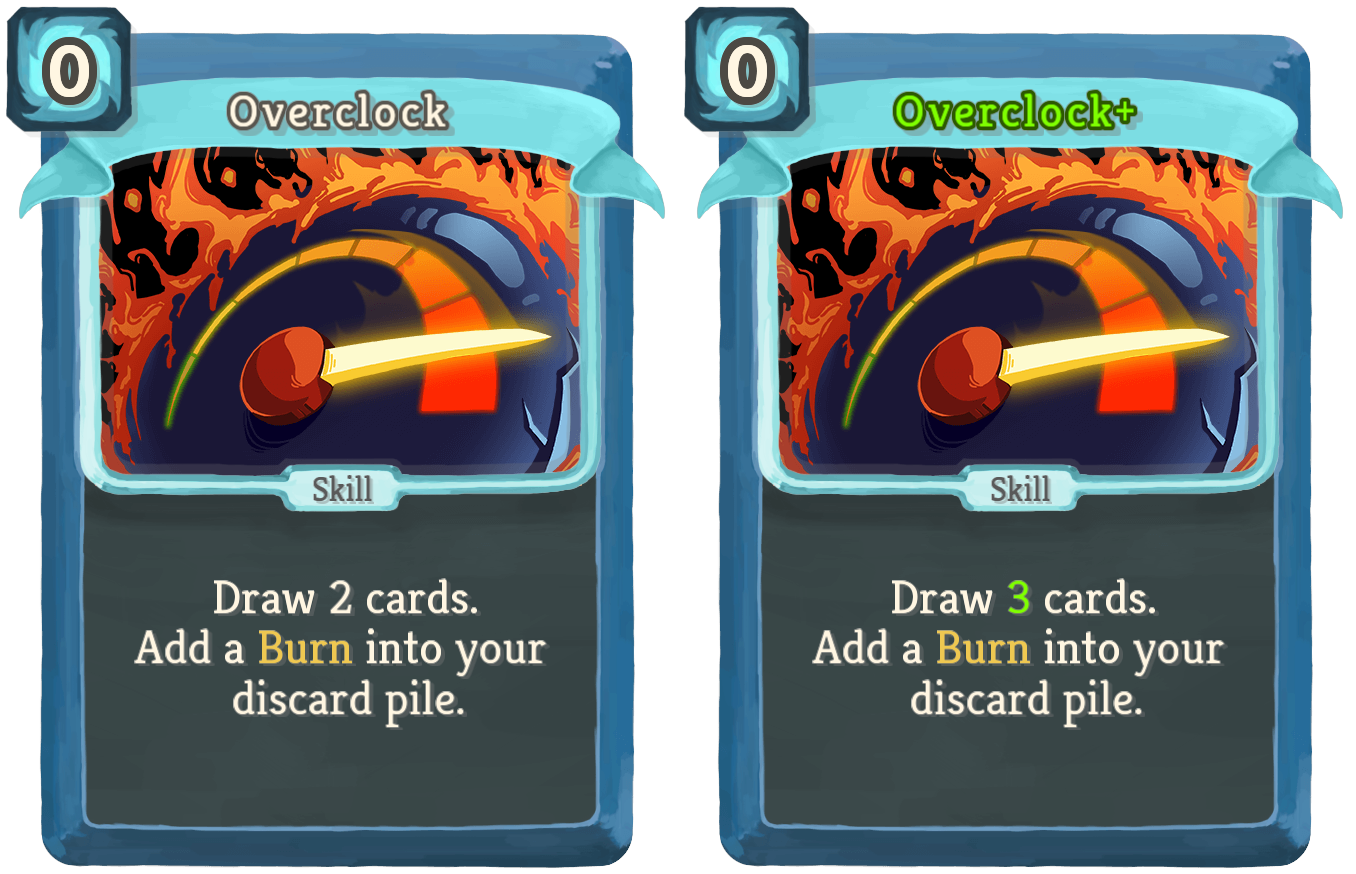 0
Overclock
Skill
Draw 2 cards.
Add a Burn into your
discard pile.
0
Overclock+
Skill
Draw 3 cards.
Add a Burn into your
discard pile.